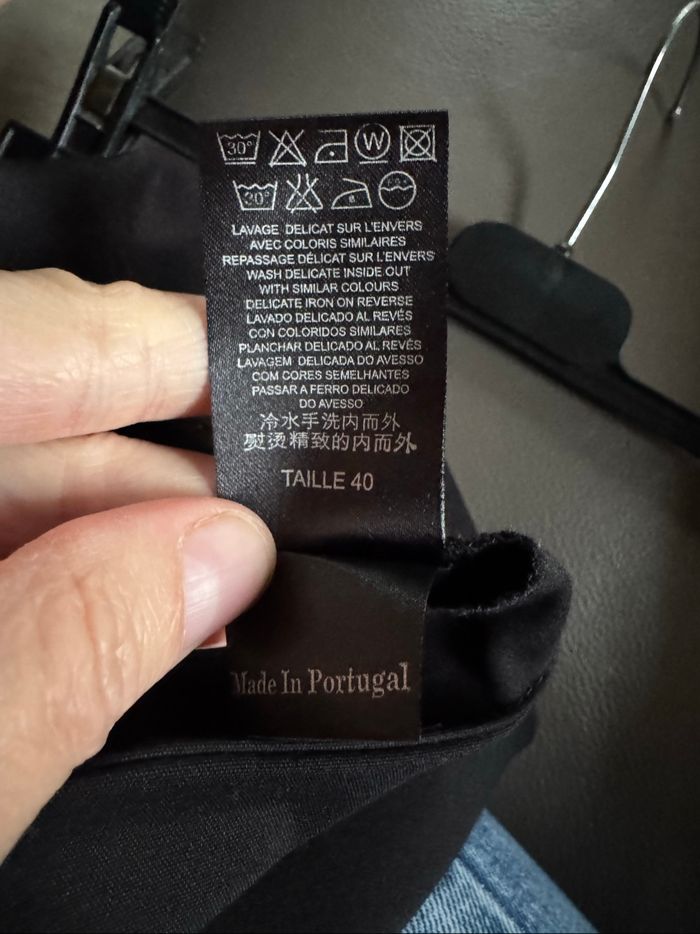 30°
W
30°
LAVAGE DELICAT SUR L'ENVERS
AVEC COLORIS SIMILAIRES
REPASSAGE DÉLICAT SUR L'ENVERS
WASH DELICATE INSIDE OUT
WITH SIMILAR COLOURS
DELICATE IRON ON REVERSE
LAVADO DELICADO AL REVÉS
CON COLORIDOS SIMILARES
PLANCHAR DELICADO AL REVÉS
LAVAGEM DELICADA DO AVESSO
COM CORES SEMELHANTES
PASSAR A FERRO DELICADO
DO AVESSO
冷水手洗内而外
熨烫精致的内而外
TAILLE 40
Made In Portugal